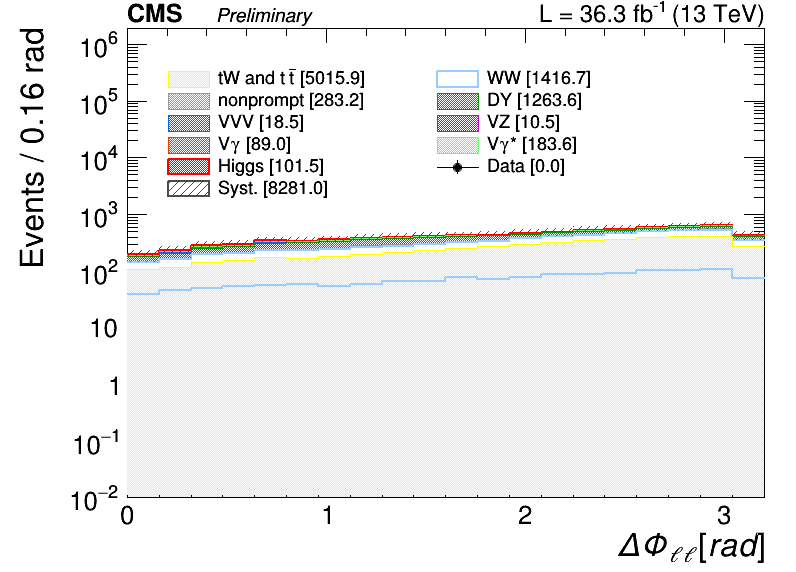 CMS Preliminary L = 36.3 fb⁻¹ (13 TeV)
Events / 0.16 rad
10⁶
10⁵
10⁴
10³
10²
10
1
10⁻¹
10⁻²
tW and tt̅ [5015.9]
nonprompt [283.2]
VVV [18.5]
Vγ [89.0]
Higgs [101.5]
Syst. [8281.0]
WW [1416.7]
DY [1263.6]
VZ [10.5]
Vγ* [183.6]
Data [0.0]
0 1 2 3
ΔΦℓℓ[rad]